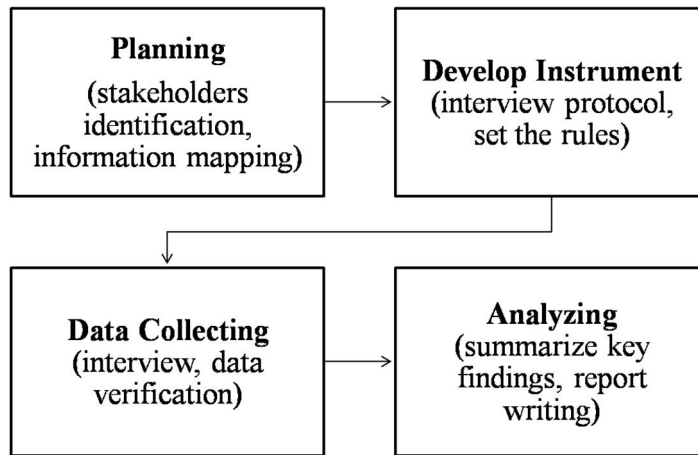 Planning
(stakeholders
identification,
information mapping)
Develop Instrument
(interview protocol,
set the rules)
Data Collecting
(interview, data
verification)
Analyzing
(summarize key
findings, report
writing)